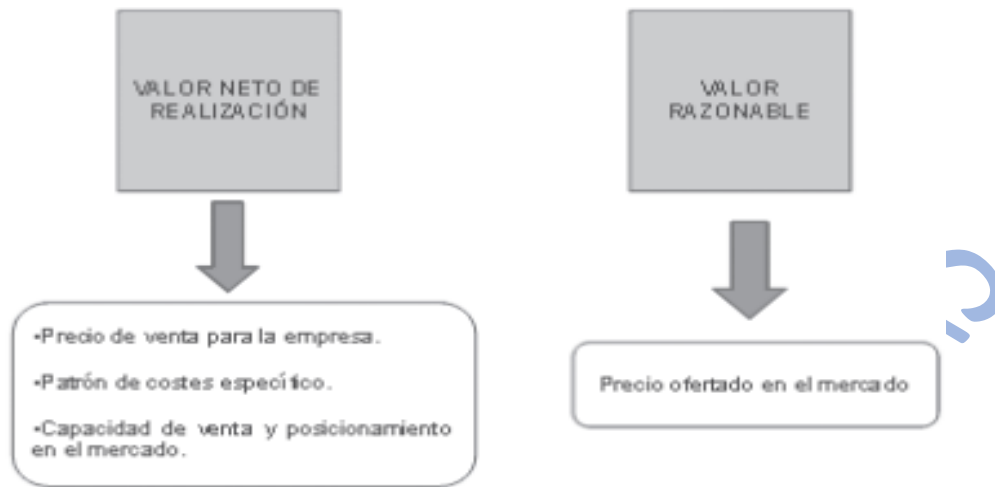 VALOR NETO DE
REALIZACIÓN
•Precio de venta para la empresa.
•Patrón de costes específico.
•Capacidad de venta y posicionamiento
en el mercado.
VALOR
RAZONABLE
Precio ofertado en el mercado